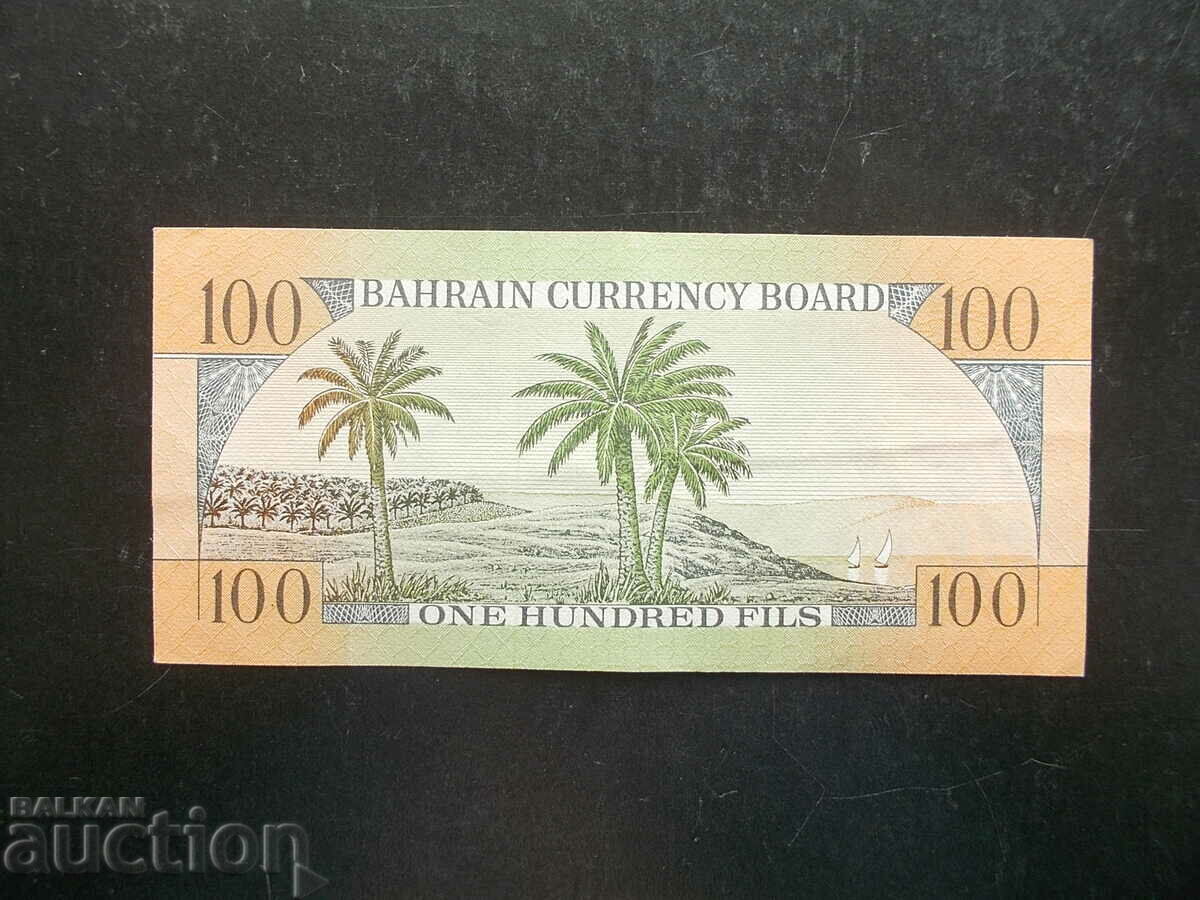 100 BAHRAIN CURRENCY BOARD 100
100 ONE HUNDRED FILS 100
BALKAN
auction